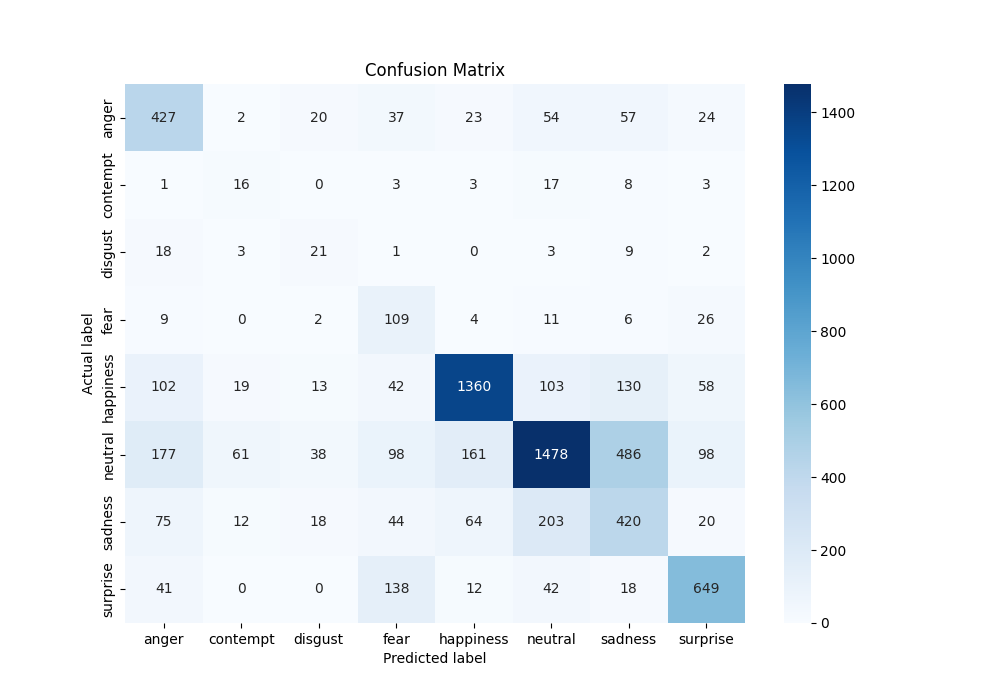 Confusion Matrix
anger 427 2 20 37 23 54 57 24
contempt 1 16 0 3 3 17 8 3
disgust 18 3 21 1 0 3 9 2
fear 9 0 2 109 4 11 6 26
happiness 102 19 13 42 1360 103 130 58
neutral 177 61 38 98 161 1478 486 98
sadness 75 12 18 44 64 203 420 20
surprise 41 0 0 138 12 42 18 649
anger contempt disgust fear happiness neutral sadness surprise
Predicted label
Actual label
1400
1200
1000
800
600
400
200
0